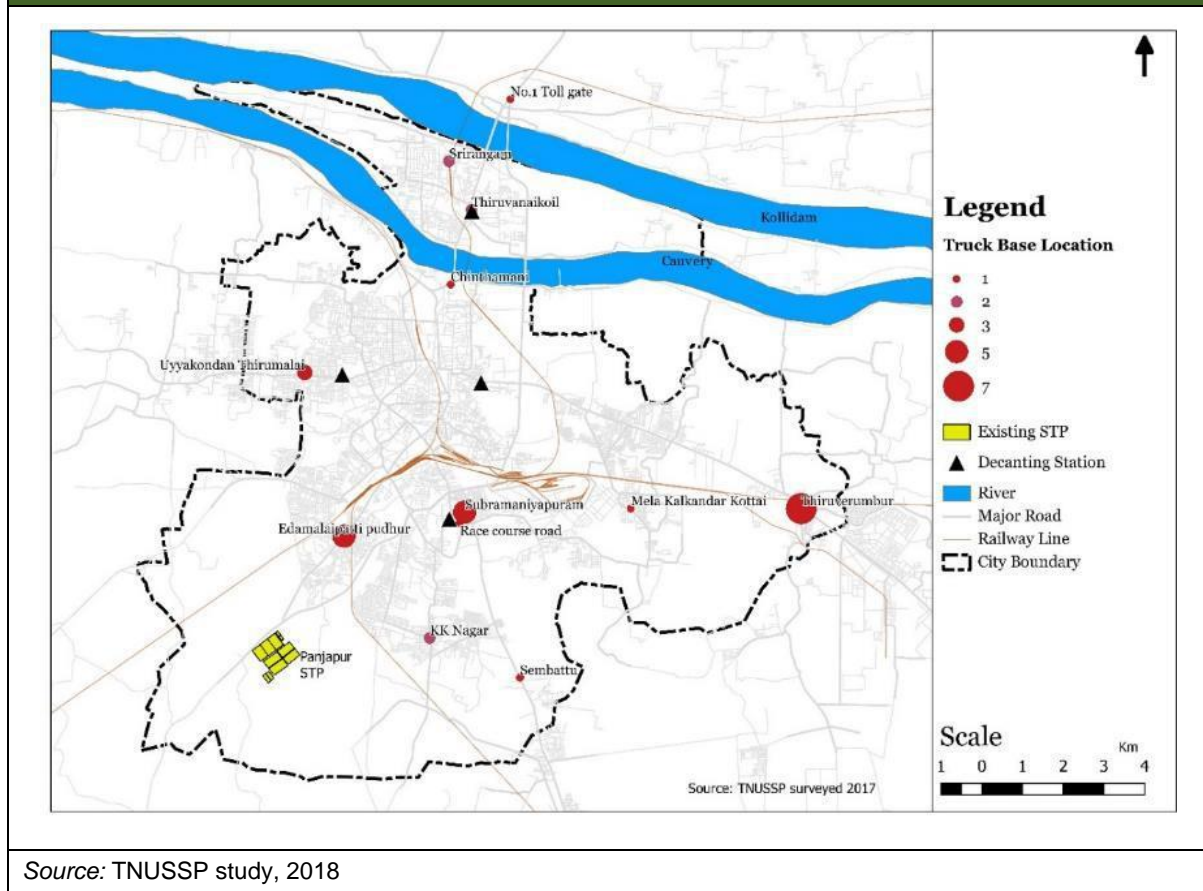 No.1 Toll gate
Srirangam
Thiruvanaikoil
Kollidam
Cauvery
Chinthamani
Uyyakondan Thirumalai
Subramaniyapuram
Mela Kalkandar Kottai
Thiruverumbur
Edamalaipatti pudhur
Race course road
KK Nagar
Panjapur
STP
Sembattu
Source: TNUSSP surveyed 2017
Legend
Truck Base Location
1
2
3
5
7
Existing STP
Decanting Station
River
Major Road
Railway Line
City Boundary
Scale
Km
1 0 1 2 3 4
Source: TNUSSP study, 2018